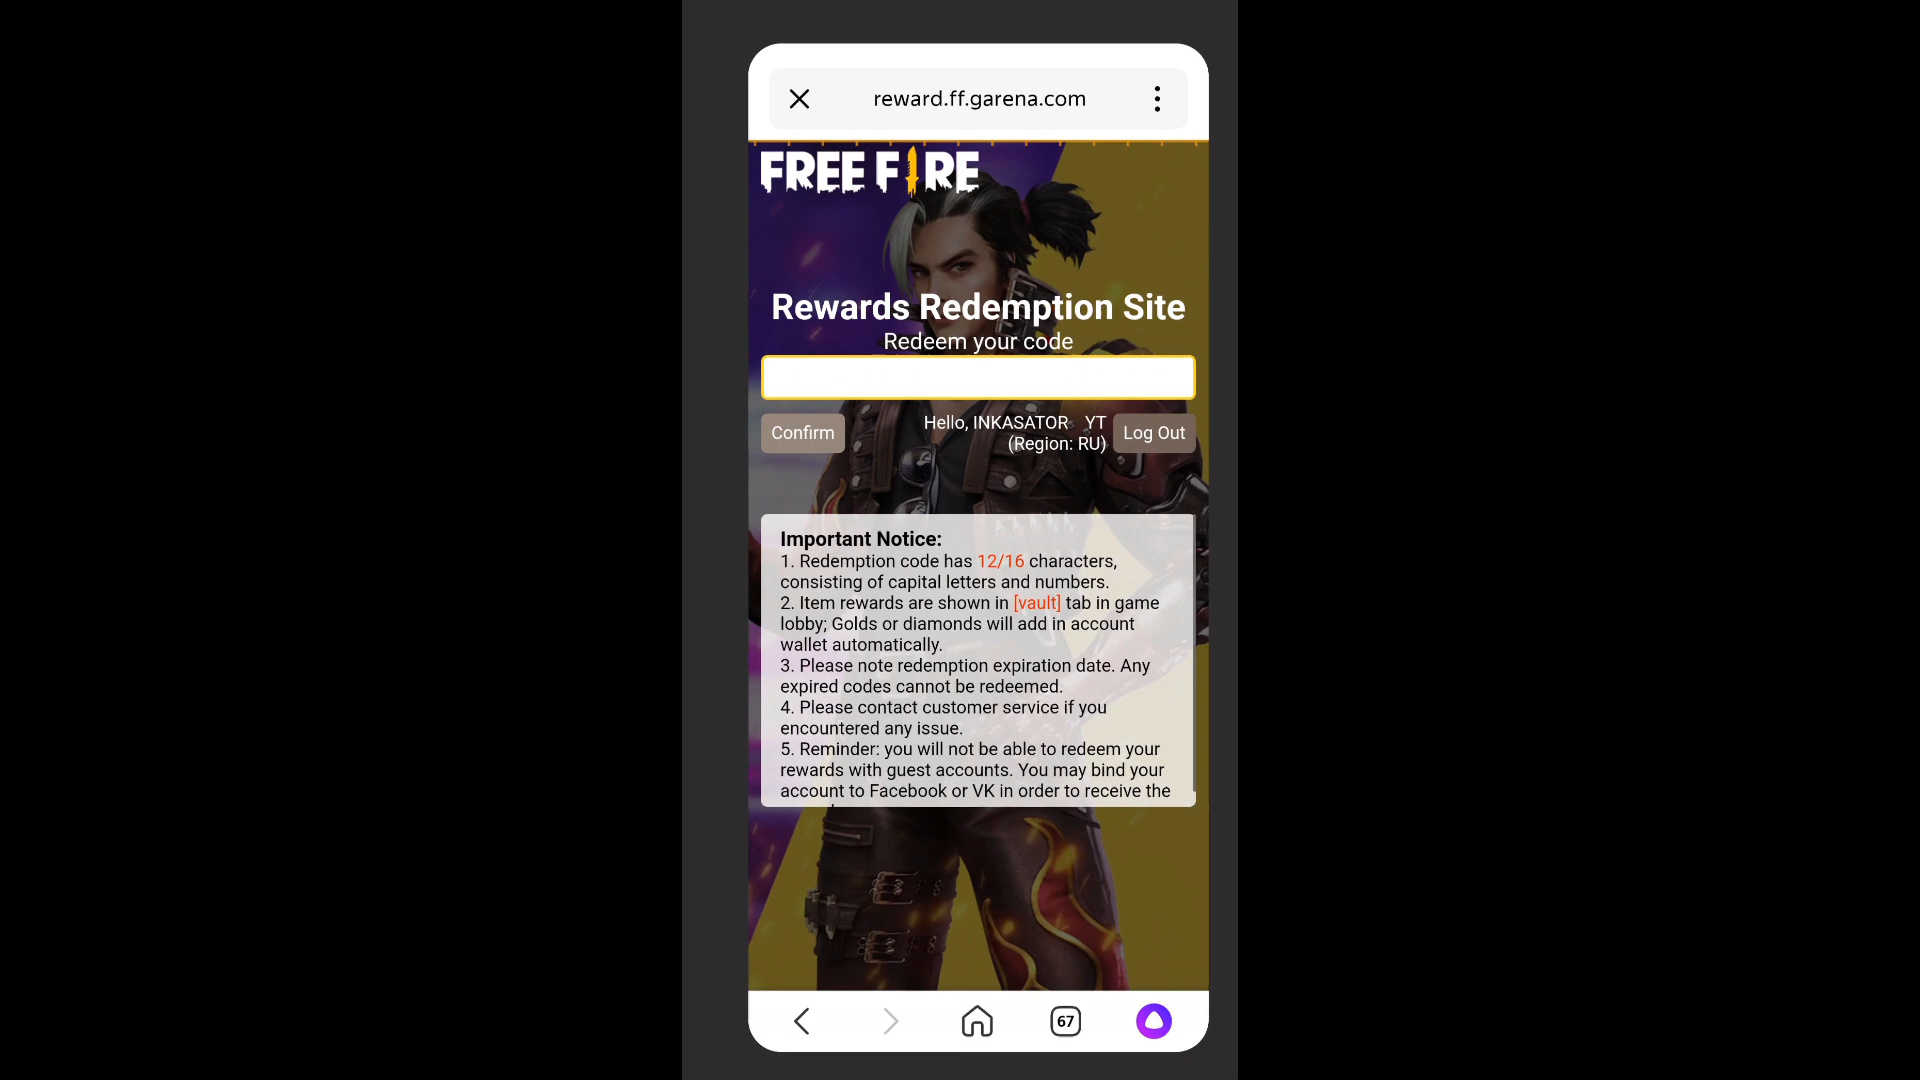 reward.ff.garena.com
FREE FIRE
Rewards Redemption Site
Redeem your code
Confirm
Hello, INKASATOR YT
(Region: RU)
Log Out
Important Notice:
1. Redemption code has 12/16 characters,
consisting of capital letters and numbers.
2. Item rewards are shown in [vault] tab in game
lobby; Golds or diamonds will add in account
wallet automatically.
3. Please note redemption expiration date. Any
expired codes cannot be redeemed.
4. Please contact customer service if you
encountered any issue.
5. Reminder: you will not be able to redeem your
rewards with guest accounts. You may bind your
account to Facebook or VK in order to receive the
67